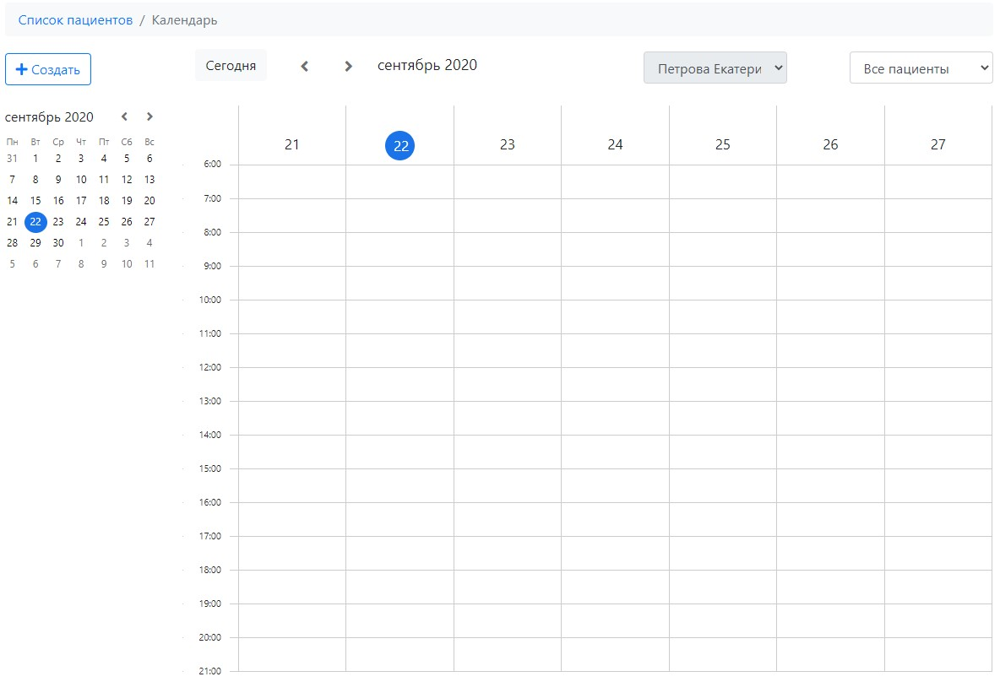 Список пациентов / Календарь
Создать
Сегодня сентябрь 2020 Петрова Екатери Все пациенты
сентябрь 2020
Пн Вт Ср Чт Пт Сб Вс
31 1 2 3 4 5 6
7 8 9 10 11 12 13
14 15 16 17 18 19 20
21 22 23 24 25 26 27
28 29 30 1 2 3 4
5 6 7 8 9 10 11
21 22 23 24 25 26 27
6:00
7:00
8:00
9:00
10:00
11:00
12:00
13:00
14:00
15:00
16:00
17:00
18:00
19:00
20:00
21:00